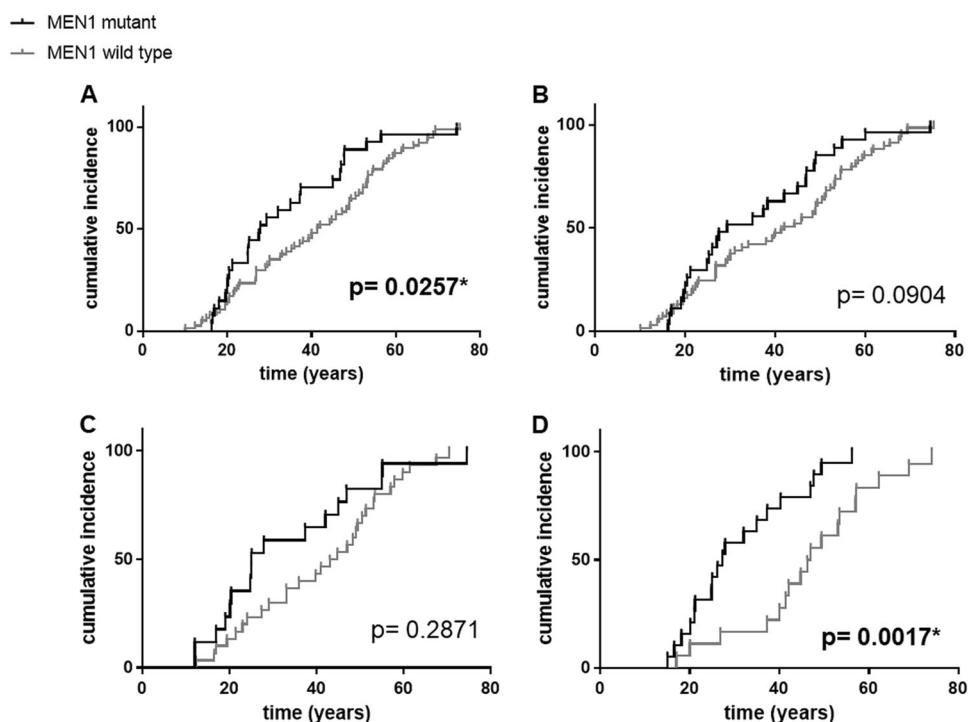 MEN1 mutant
MEN1 wild type
A
cumulative incidence
100
50
0
p= 0.0257*
0 20 40 60 80
time (years)
B
cumulative incidence
100
50
0
p= 0.0904
0 20 40 60 80
time (years)
C
cumulative incidence
100
50
0
p= 0.2871
0 20 40 60 80
time (years)
D
cumulative incidence
100
50
0
p= 0.0017*
0 20 40 60 80
time (years)